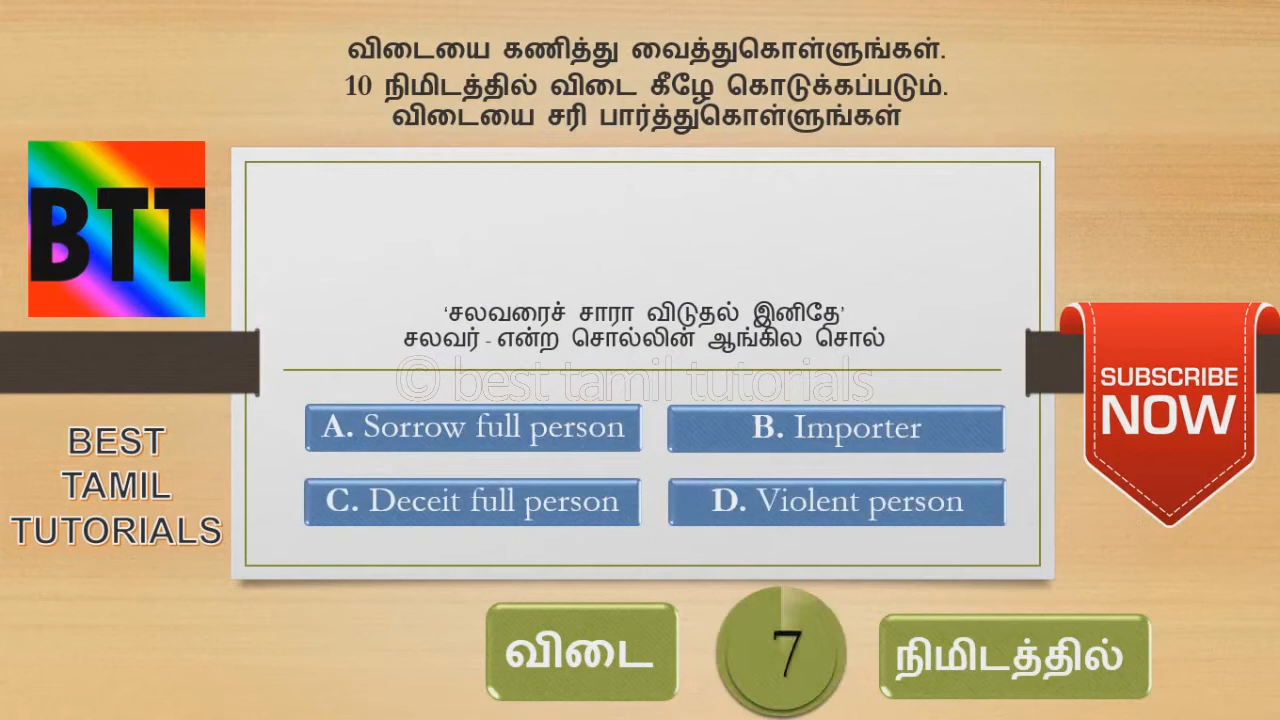 விடையை கணித்து வைத்துகொள்ளுங்கள்.
10 நிமிடத்தில் விடை கீழே கொடுக்கப்படும்.
விடையை சரி பார்த்துகொள்ளுங்கள்
BTT
‘சலவரைச் சாரா விடுதல் இனிதே’
சலவர் - என்ற சொல்லின் ஆங்கில சொல்
© best tamil tutorials
A. Sorrow full person
B. Importer
C. Deceit full person
D. Violent person
BEST
TAMIL
TUTORIALS
SUBSCRIBE
NOW
விடை
7
நிமிடத்தில்